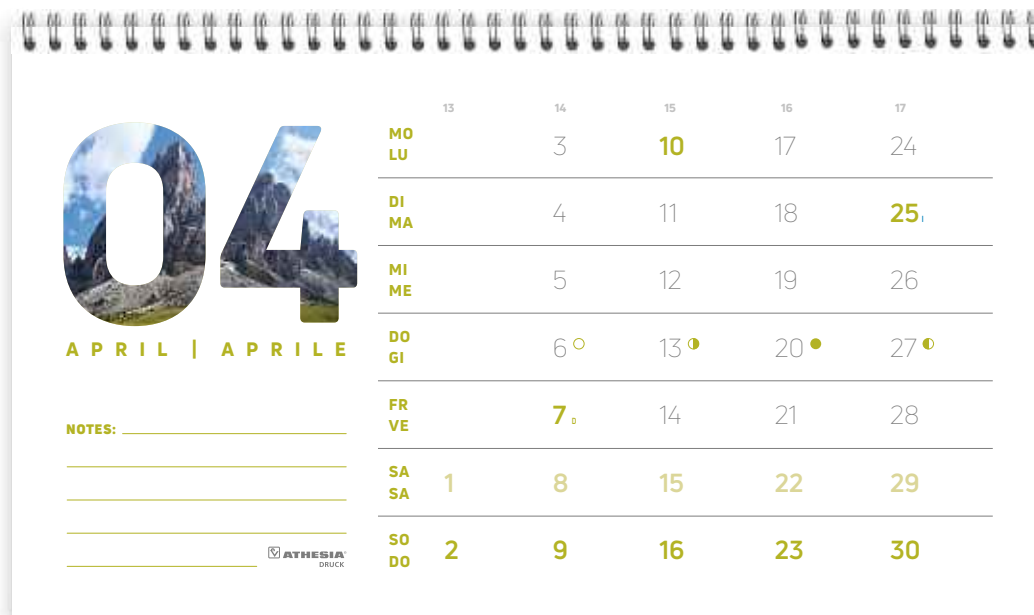 13 14 15 16 17
04
APRIL | APRILE
NOTES:
ATHESIA
DRUCK
MO 3 10 17 24
LU
DI 4 11 18 25 I
MA
MI 5 12 19 26
ME
DO 6 13 20 27
GI
FR 7 D 14 21 28
VE
SA 1 8 15 22 29
SA
SO 2 9 16 23 30
DO